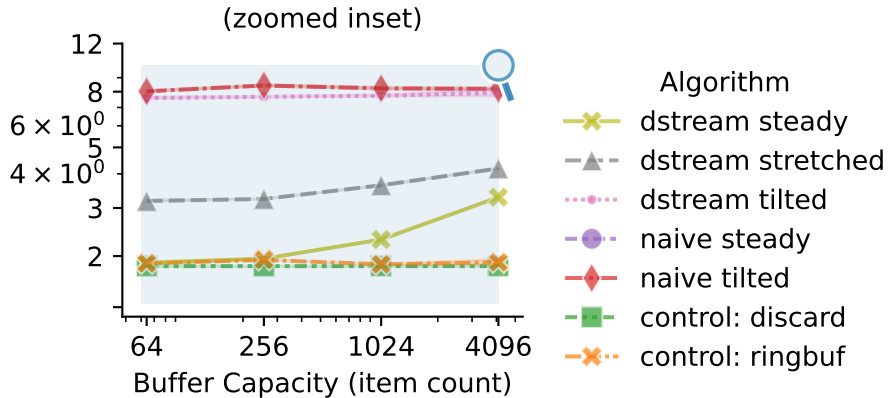 (zoomed inset)
12
8
6 × 10⁰
5
4 × 10⁰
3
2
64 256 1024 4096
Buffer Capacity (item count)
Algorithm
dstream steady
dstream stretched
dstream tilted
naive steady
naive tilted
control: discard
control: ringbuf